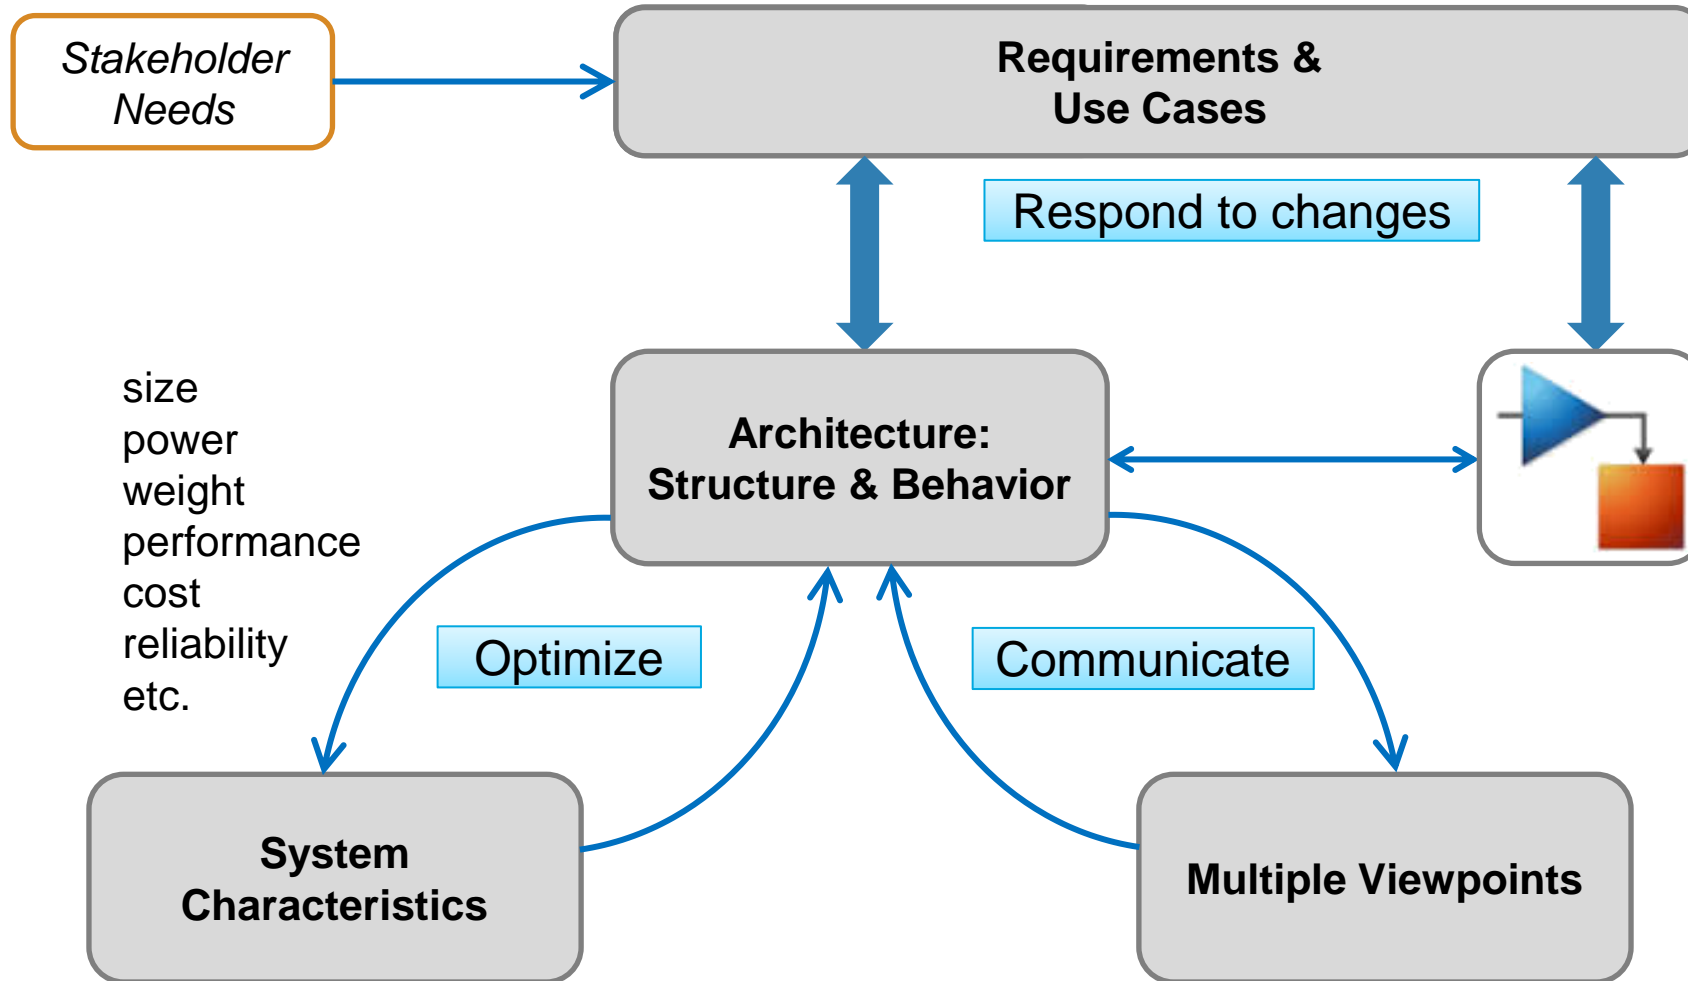 Stakeholder
Needs
Requirements &
Use Cases
Respond to changes
size
power
weight
performance
cost
reliability
etc.
Architecture:
Structure & Behavior
Optimize
Communicate
System
Characteristics
Multiple Viewpoints